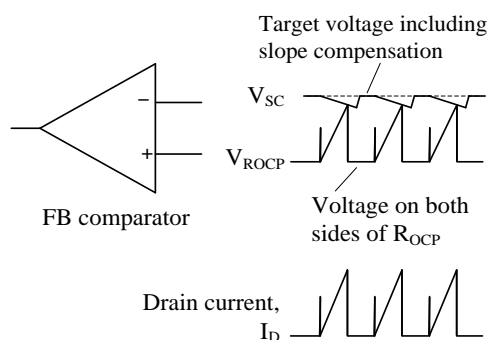 Target voltage including
slope compensation
V_SC
−
+
V_ROCP
FB comparator
Voltage on both
sides of R_OCP
Drain current,
I_D